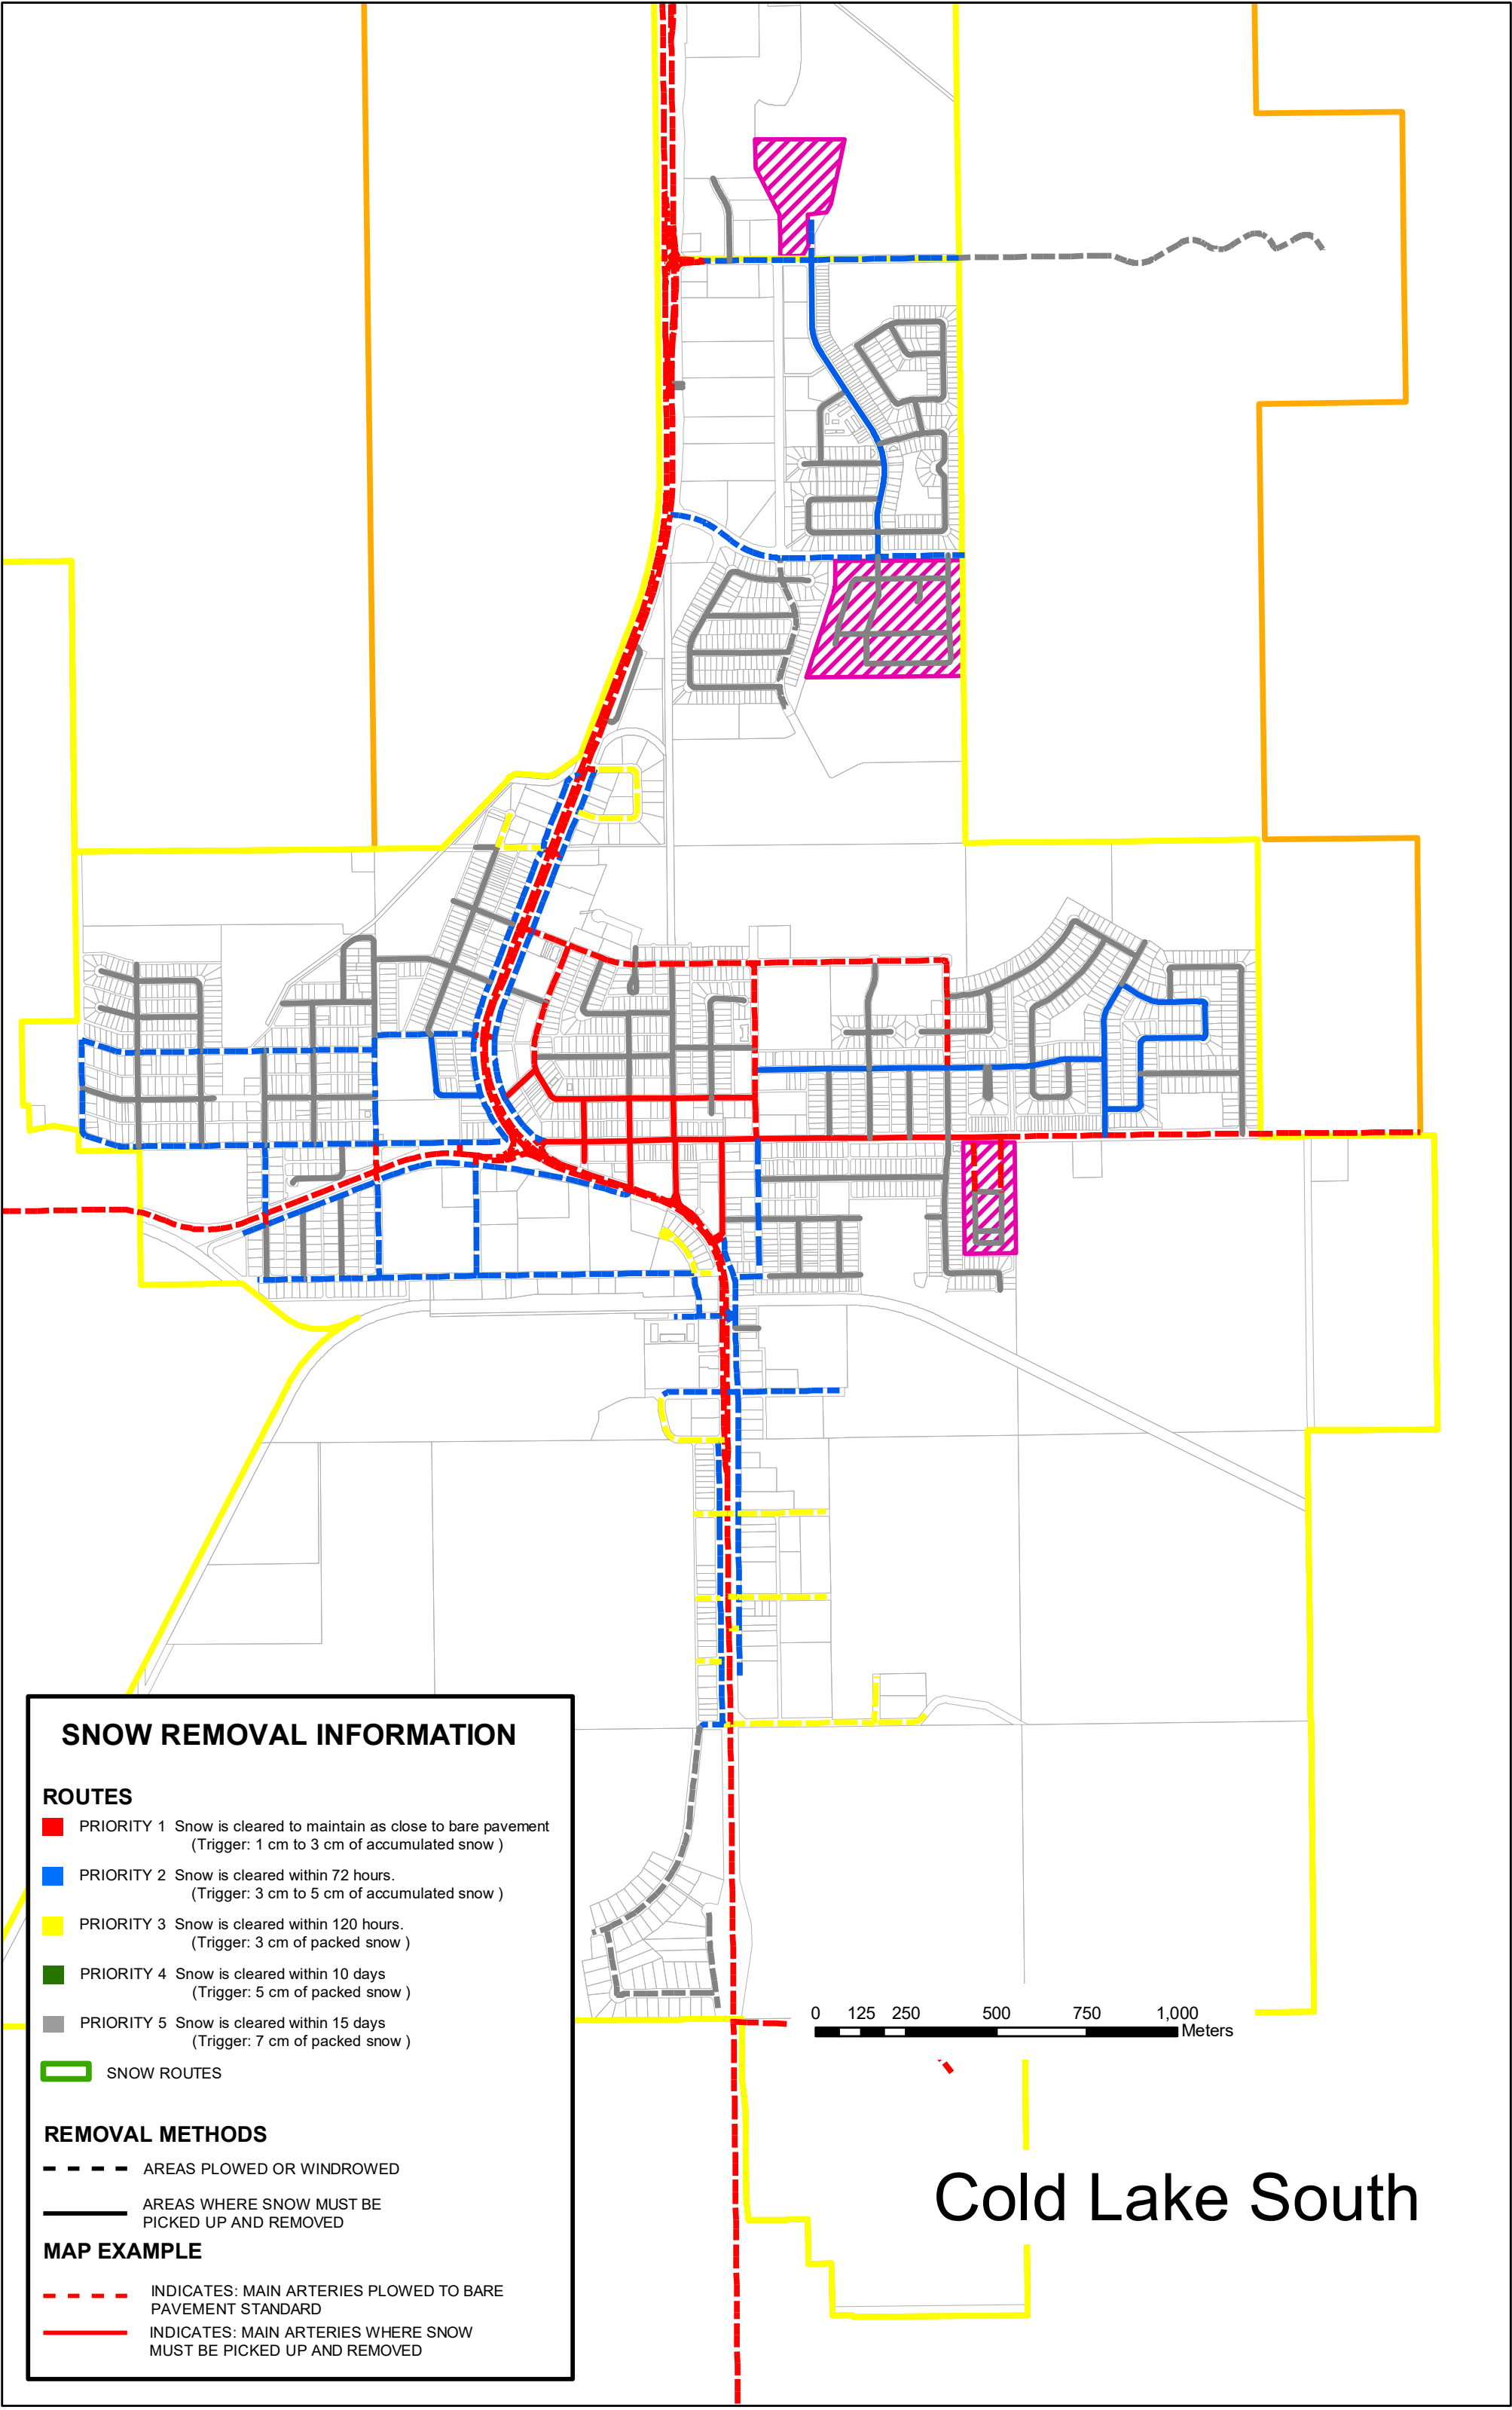 SNOW REMOVAL INFORMATION
ROUTES
PRIORITY 1 Snow is cleared to maintain as close to bare pavement
(Trigger: 1 cm to 3 cm of accumulated snow )
PRIORITY 2 Snow is cleared within 72 hours.
(Trigger: 3 cm to 5 cm of accumulated snow )
PRIORITY 3 Snow is cleared within 120 hours.
(Trigger: 3 cm of packed snow )
PRIORITY 4 Snow is cleared within 10 days
(Trigger: 5 cm of packed snow )
PRIORITY 5 Snow is cleared within 15 days
(Trigger: 7 cm of packed snow )
SNOW ROUTES
REMOVAL METHODS
AREAS PLOWED OR WINDROWED
AREAS WHERE SNOW MUST BE
PICKED UP AND REMOVED
MAP EXAMPLE
INDICATES: MAIN ARTERIES PLOWED TO BARE
PAVEMENT STANDARD
INDICATES: MAIN ARTERIES WHERE SNOW
MUST BE PICKED UP AND REMOVED
0 125 250 500 750 1,000
Meters
Cold Lake South